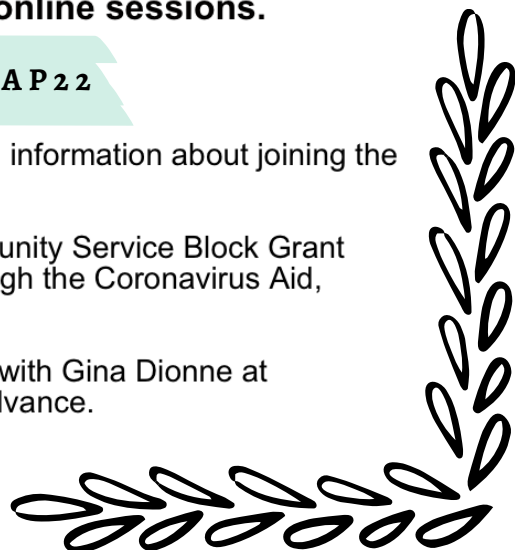 online sessions.
AP22
information about joining the
unity Service Block Grant
gh the Coronavirus Aid,
with Gina Dionne at
dvance.